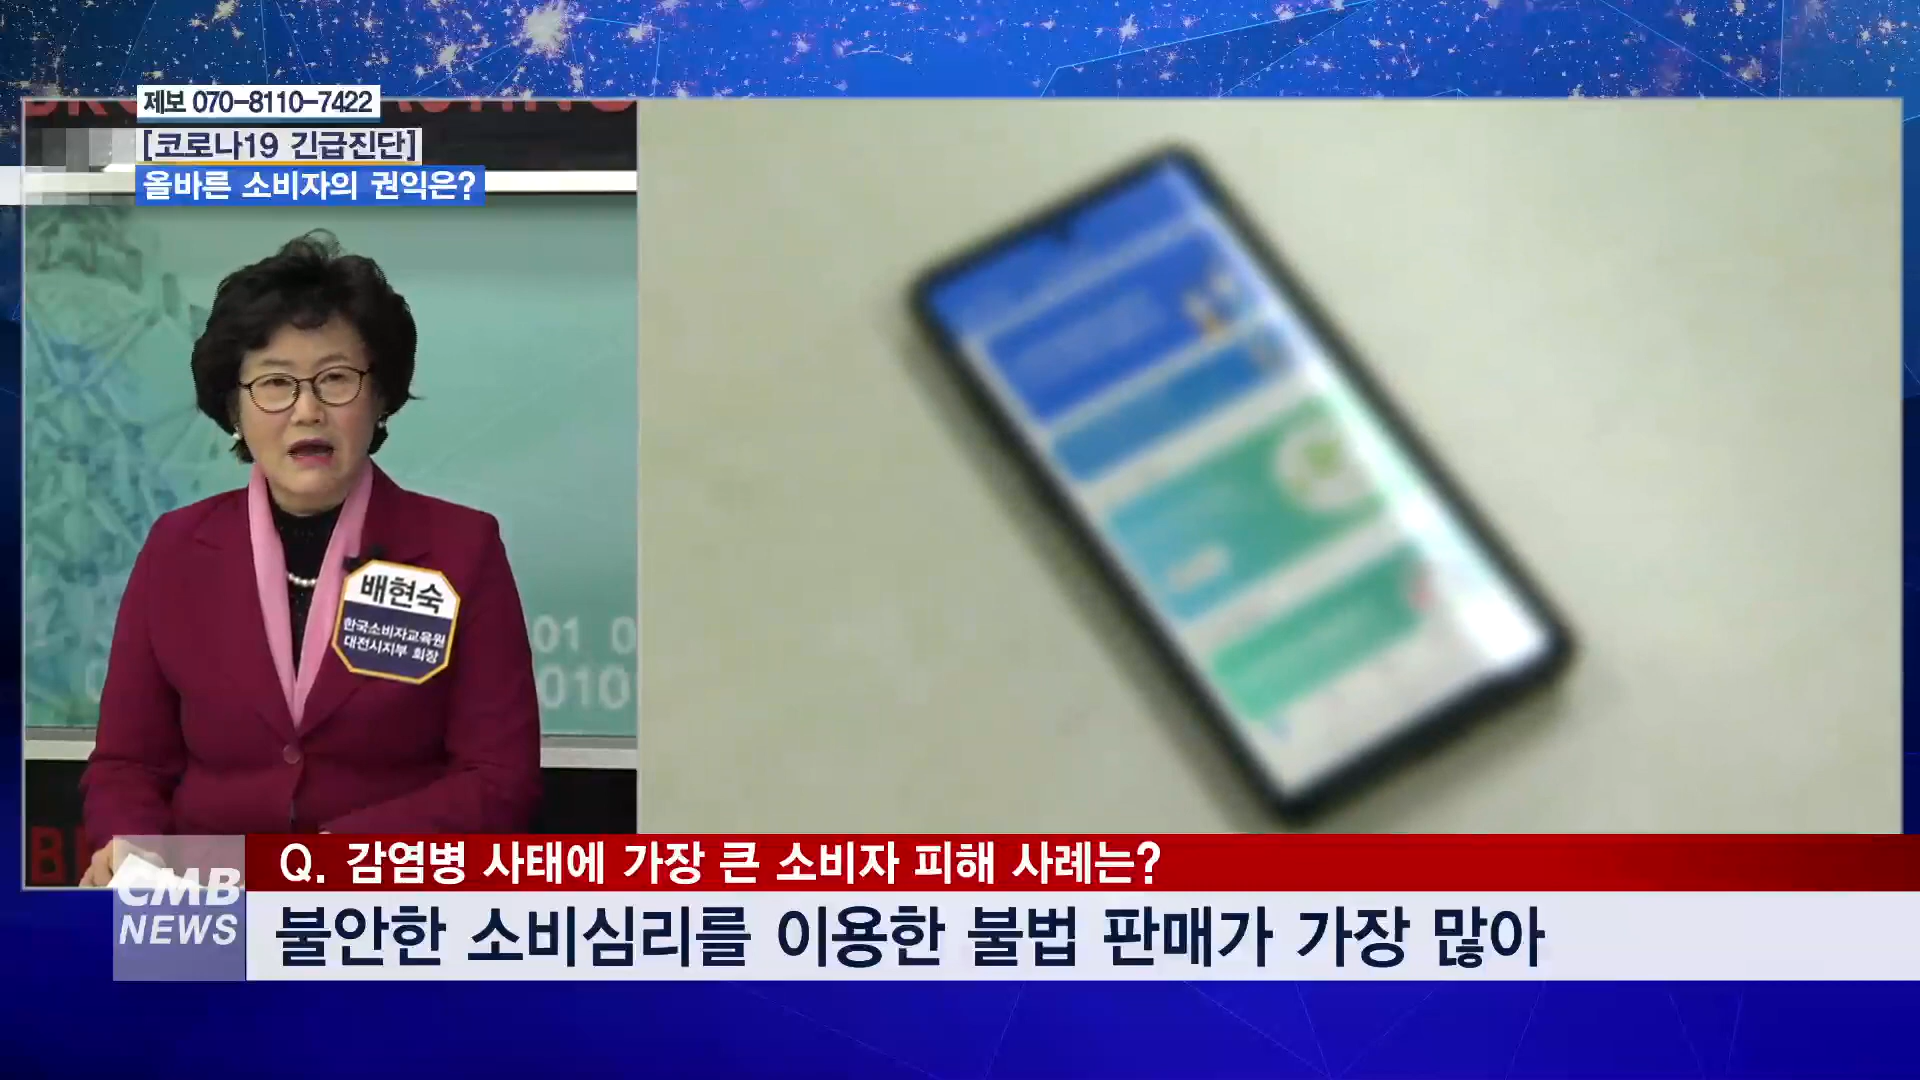 제보 070-8110-7422
[코로나19 긴급진단]
올바른 소비자의 권익은?
배현숙
한국소비자교육원
대전시지부 회장
01 0
010
Q. 감염병 사태에 가장 큰 소비자 피해 사례는?
CMB
NEWS
불안한 소비심리를 이용한 불법 판매가 가장 많아